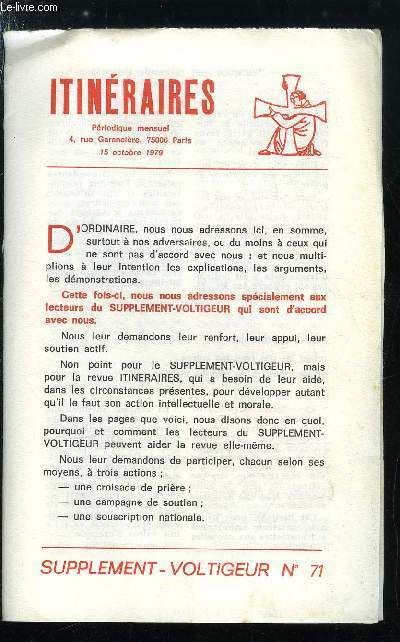 www.le-livre.com
ITINÉRAIRES
Périodique mensuel
4, rue Garancière, 75006 Paris
15 octobre 1979
D'ORDINAIRE, nous nous adressons ici, en somme,
surtout à nos adversaires, ou du moins à ceux qui
ne sont pas d'accord avec nous : et nous multi-
plions à leur intention les explications, les arguments,
les démonstrations.
Cette fois-ci, nous nous adressons spécialement aux
lecteurs du SUPPLEMENT-VOLTIGEUR qui sont d'accord
avec nous.
Nous leur demandons leur renfort, leur appui, leur
soutien actif.
Non point pour le SUPPLEMENT-VOLTIGEUR, mais
pour la revue ITINERAIRES, qui a besoin de leur aide,
dans les circonstances présentes, pour développer autant
qu'il le faut son action intellectuelle et morale.
Dans les pages que voici, nous disons donc en quoi,
pourquoi et comment les lecteurs du SUPPLEMENT-
VOLTIGEUR peuvent aider la revue elle-même.
Nous leur demandons de participer, chacun selon ses
moyens, à trois actions :
— une croisade de prière ;
— une campagne de soutien ;
— une souscription nationale.
SUPPLEMENT - VOLTIGEUR N° 71